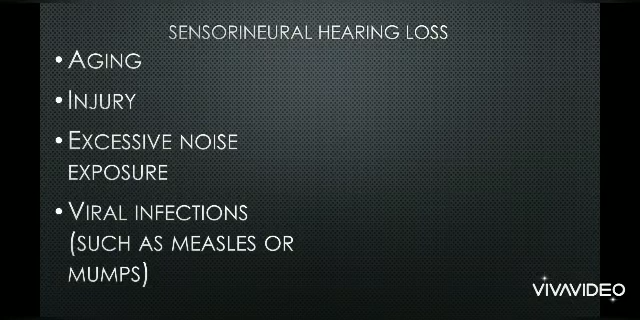 SENSORINEURAL HEARING LOSS
• AGING
• INJURY
• EXCESSIVE NOISE
EXPOSURE
• VIRAL INFECTIONS
(SUCH AS MEASLES OR
MUMPS)
VIVAVIDEO